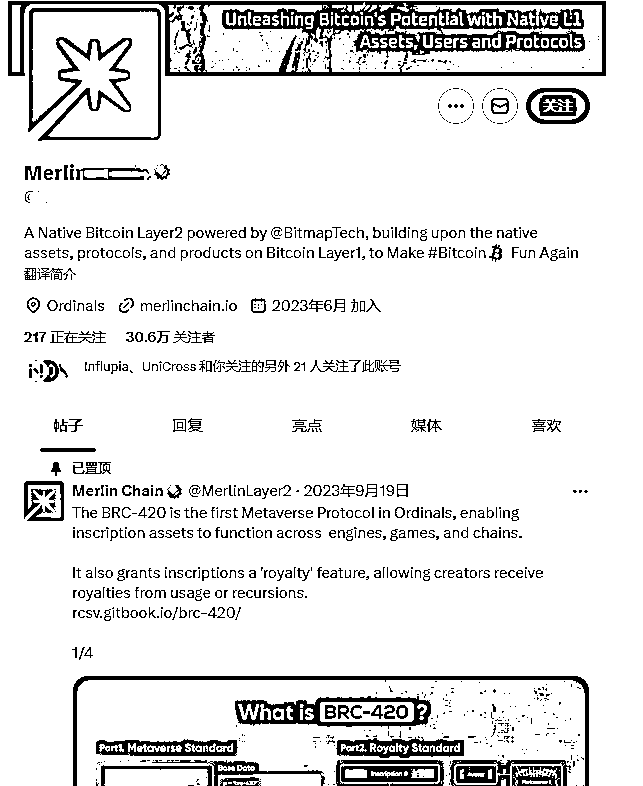 Unleashing Bitcoin's Potential with Native L1
Assets, Users and Protocols
关注
Merlin
@
A Native Bitcoin Layer2 powered by @BitmapTech, building upon the native
assets, protocols, and products on Bitcoin Layer1, to Make #Bitcoin Fun Again
翻译简介
Ordinals merlinchain.io 2023年6月 加入
217 正在关注 30.6万 关注者
Influpia、UniCross 和你关注的另外 21 人关注了此账号
帖子 回复 亮点 媒体 喜欢
已置顶
Merlin Chain @MerlinLayer2 · 2023年9月19日
The BRC-420 is the first Metaverse Protocol in Ordinals, enabling
inscription assets to function across engines, games, and chains.
It also grants inscriptions a 'royalty' feature, allowing creators receive
royalties from usage or recursions.
rcsv.gitbook.io/brc-420/
1/4
What is BRC-420 ?
Part1. Metaverse Standard Part2. Royalty Standard
Base Data